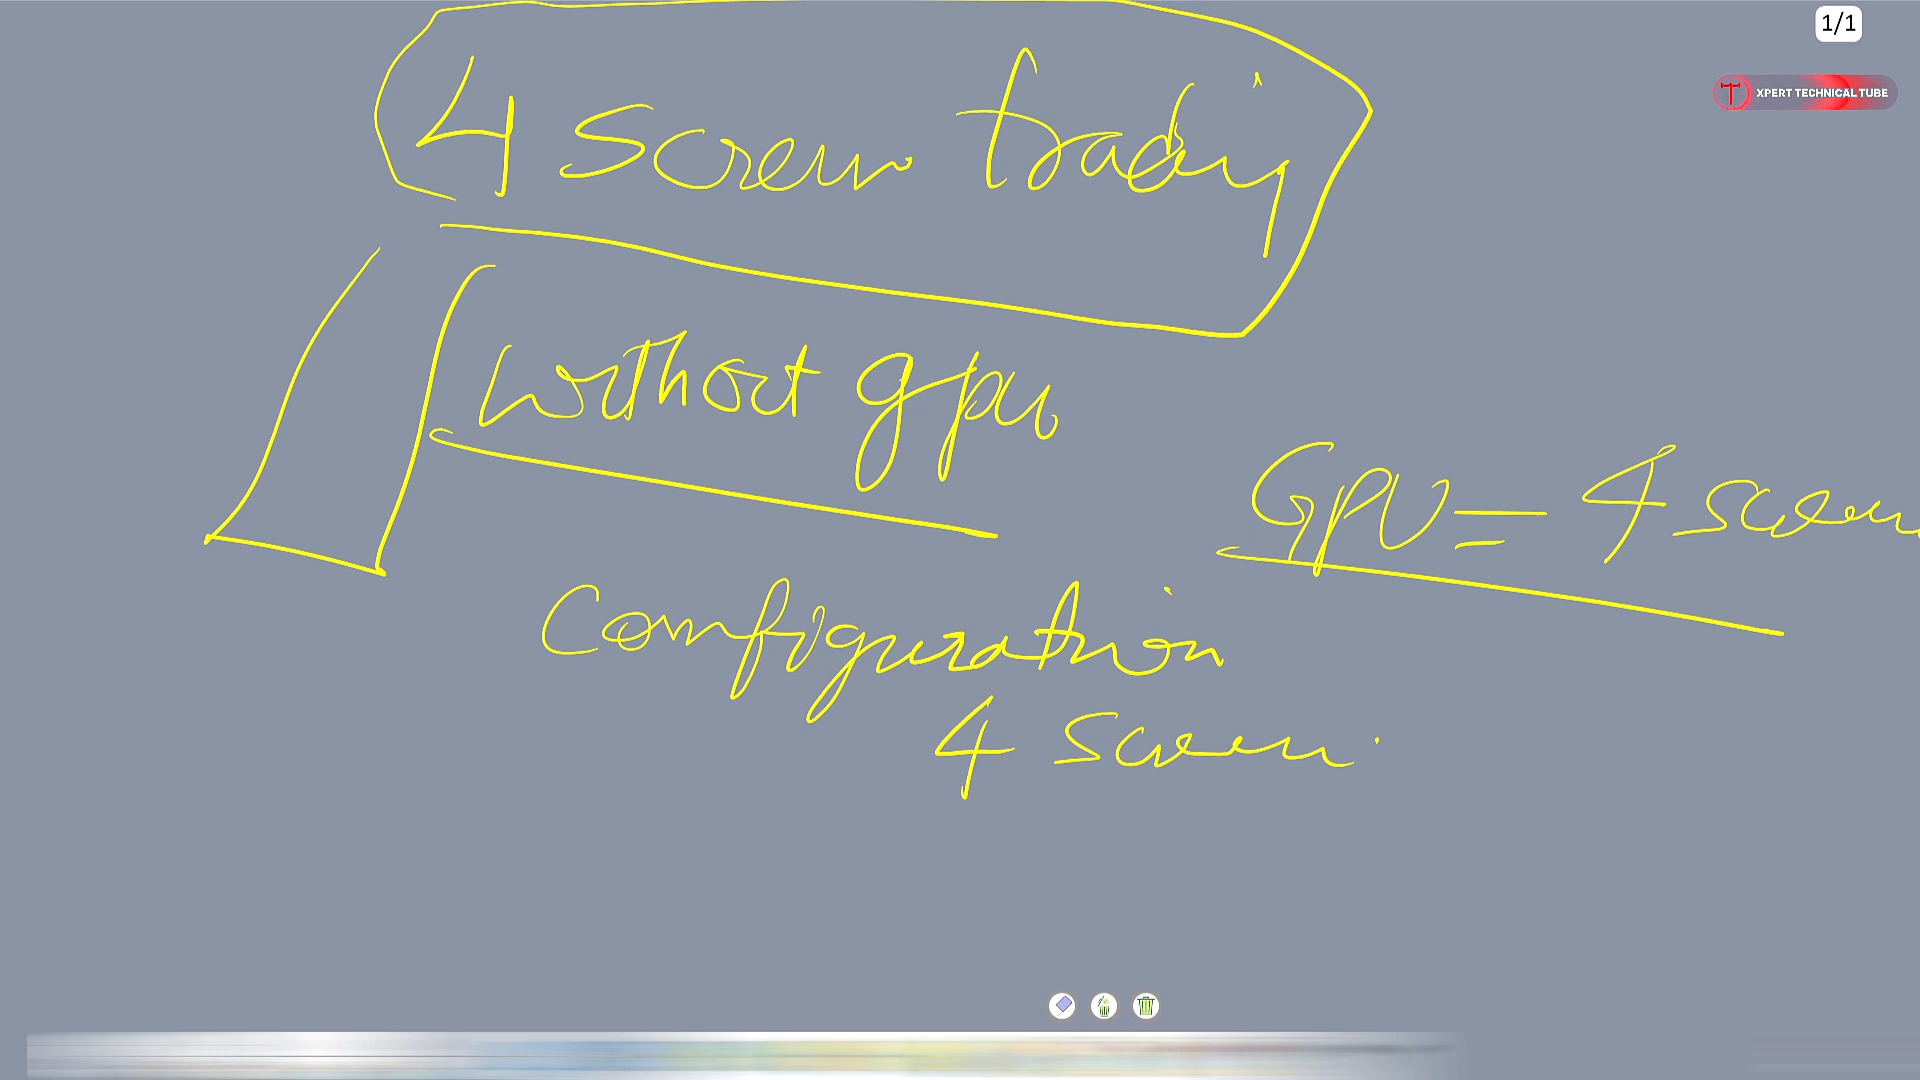 1/1
XPERT TECHNICAL TUBE
4 Screen trading
without gpu
GPU = 4 screen
Configuration
4 screen.